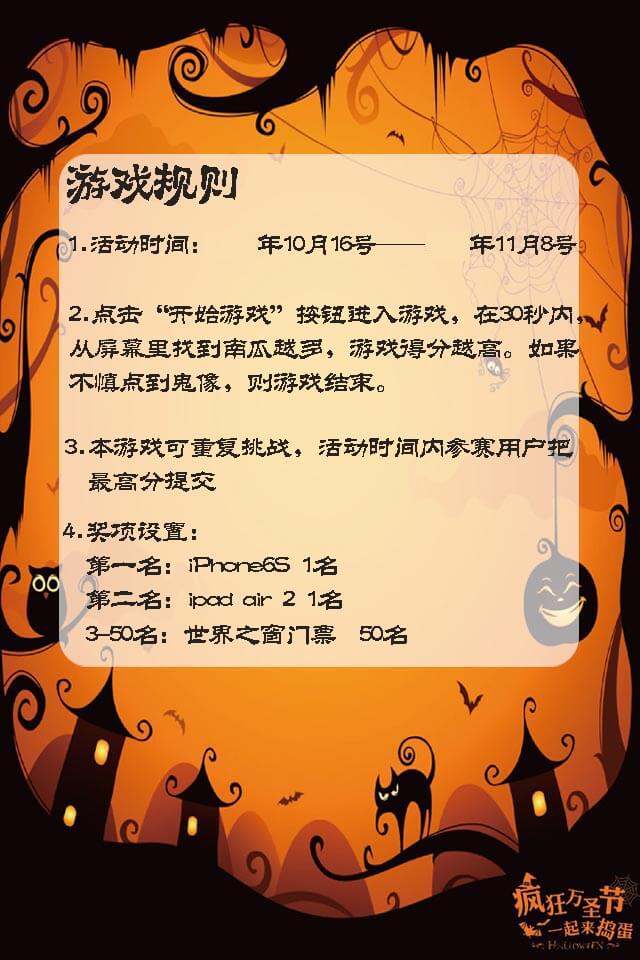 游戏规则
1.活动时间： 年10月16号—— 年11月8号
2.点击“开始游戏”按钮进入游戏，在30秒内，
从屏幕里找到南瓜越多，游戏得分越高。如果
不慎点到鬼像，则游戏结束。
3.本游戏可重复挑战，活动时间内参赛用户把
最高分提交
4.奖项设置：
第一名：iPhone6S 1名
第二名：ipad air 2 1名
3-50名：世界之窗门票 50名
疯狂万圣节
一起来捣蛋
HALLOWEEN